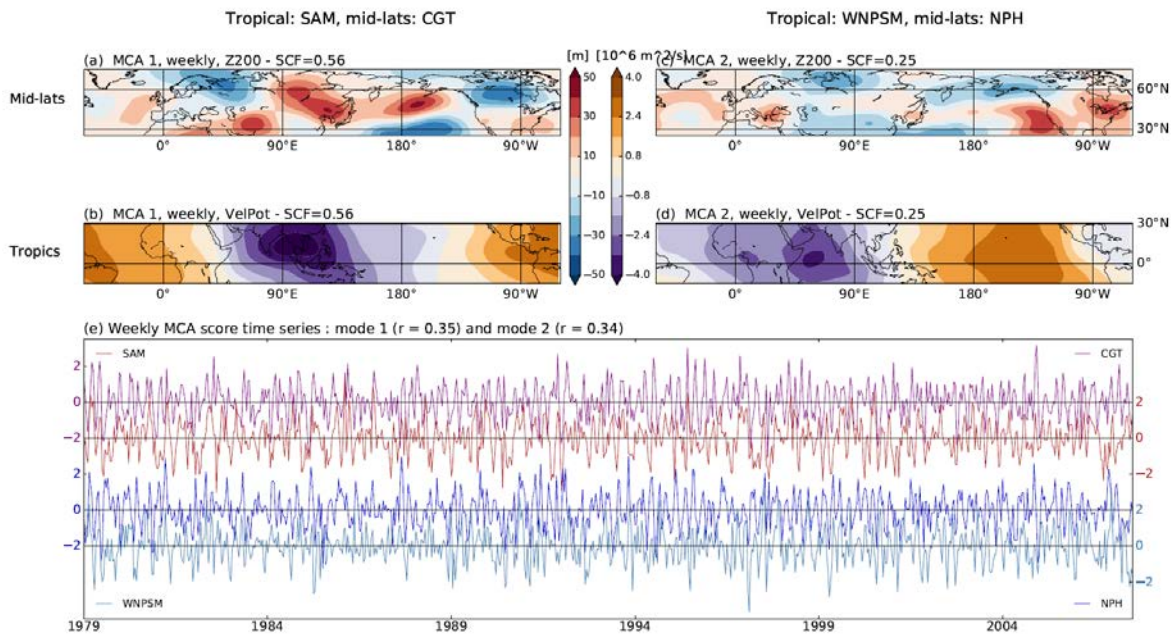 Tropical: SAM, mid-lats: CGT
Tropical: WNPSM, mid-lats: NPH
(a) MCA 1, weekly, Z200 - SCF=0.56
[m] [10^6 m^2/s]
(c) MCA 2, weekly, Z200 - SCF=0.25
Mid-lats
50 4.0
30 2.4
10 0.8
−10 −0.8
−30 −2.4
−50 −4.0
60°N
30°N
0° 90°E 180° 90°W
0° 90°E 180° 90°W
(b) MCA 1, weekly, VelPot - SCF=0.56
(d) MCA 2, weekly, VelPot - SCF=0.25
30°N
Tropics
0°
0° 90°E 180° 90°W
0° 90°E 180° 90°W
(e) Weekly MCA score time series : mode 1 (r = 0.35) and mode 2 (r = 0.34)
SAM
CGT
2
0 2
−2 0
2 −2
0 2
−2 0
−2
WNPSM
NPH
1979 1984 1989 1994 1999 2004